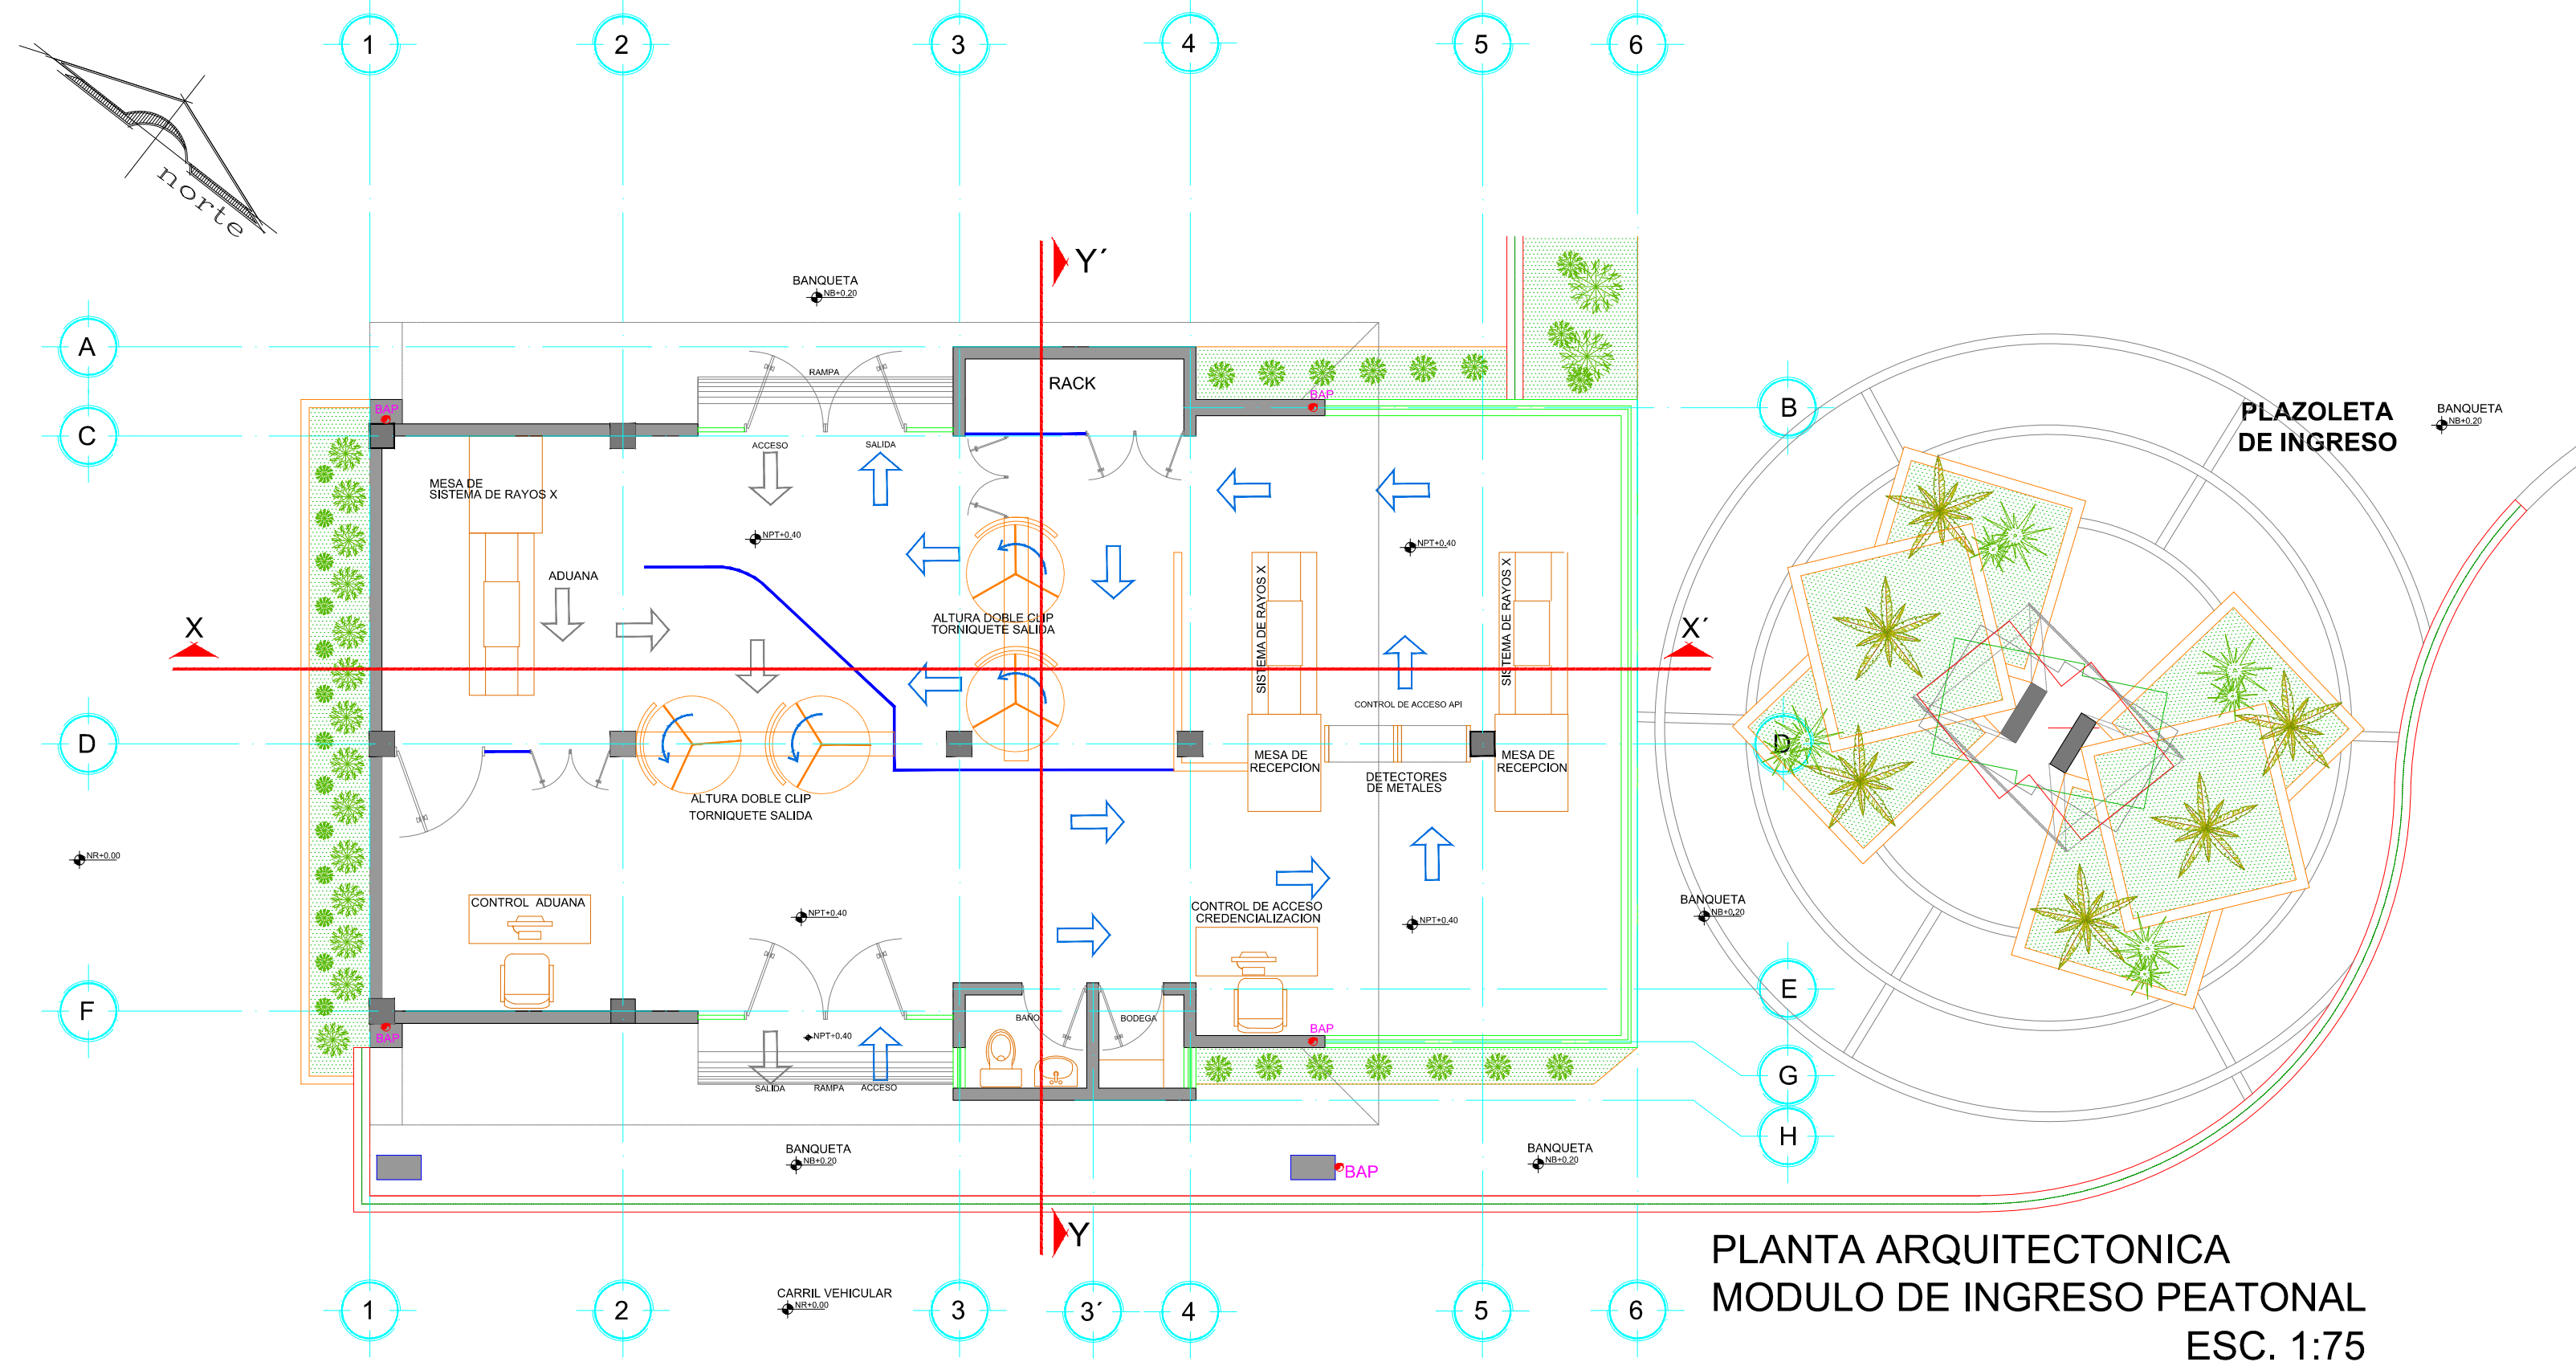 1
2
3
4
5
6
norte
Y´
BANQUETA
NB+0.20
A
RAMPA
RACK
BAP
BAP
B
PLAZOLETA
DE INGRESO
BANQUETA
NB+0.20
C
ACCESO
SALIDA
MESA DE
SISTEMA DE RAYOS X
NPT+0.40
NPT+0.40
ADUANA
SISTEMA DE RAYOS X
SISTEMA DE RAYOS X
ALTURA DOBLE CLIP
TORNIQUETE SALIDA
X
X´
CONTROL DE ACCESO API
D
D
MESA DE
RECEPCION
MESA DE
RECEPCION
DETECTORES
DE METALES
ALTURA DOBLE CLIP
TORNIQUETE SALIDA
NR+0.00
CONTROL ADUANA
NPT+0.40
CONTROL DE ACCESO
CREDENCIALIZACION
NPT+0.40
BANQUETA
NB+0.20
E
F
BAÑO
BODEGA
BAP
BAP
NPT+0.40
G
SALIDA
RAMPA
ACCESO
H
BANQUETA
NB+0.20
BANQUETA
NB+0.20
BAP
Y
PLANTA ARQUITECTONICA
MODULO DE INGRESO PEATONAL
ESC. 1:75
CARRIL VEHICULAR
NR+0.00
1
2
3
3´
4
5
6